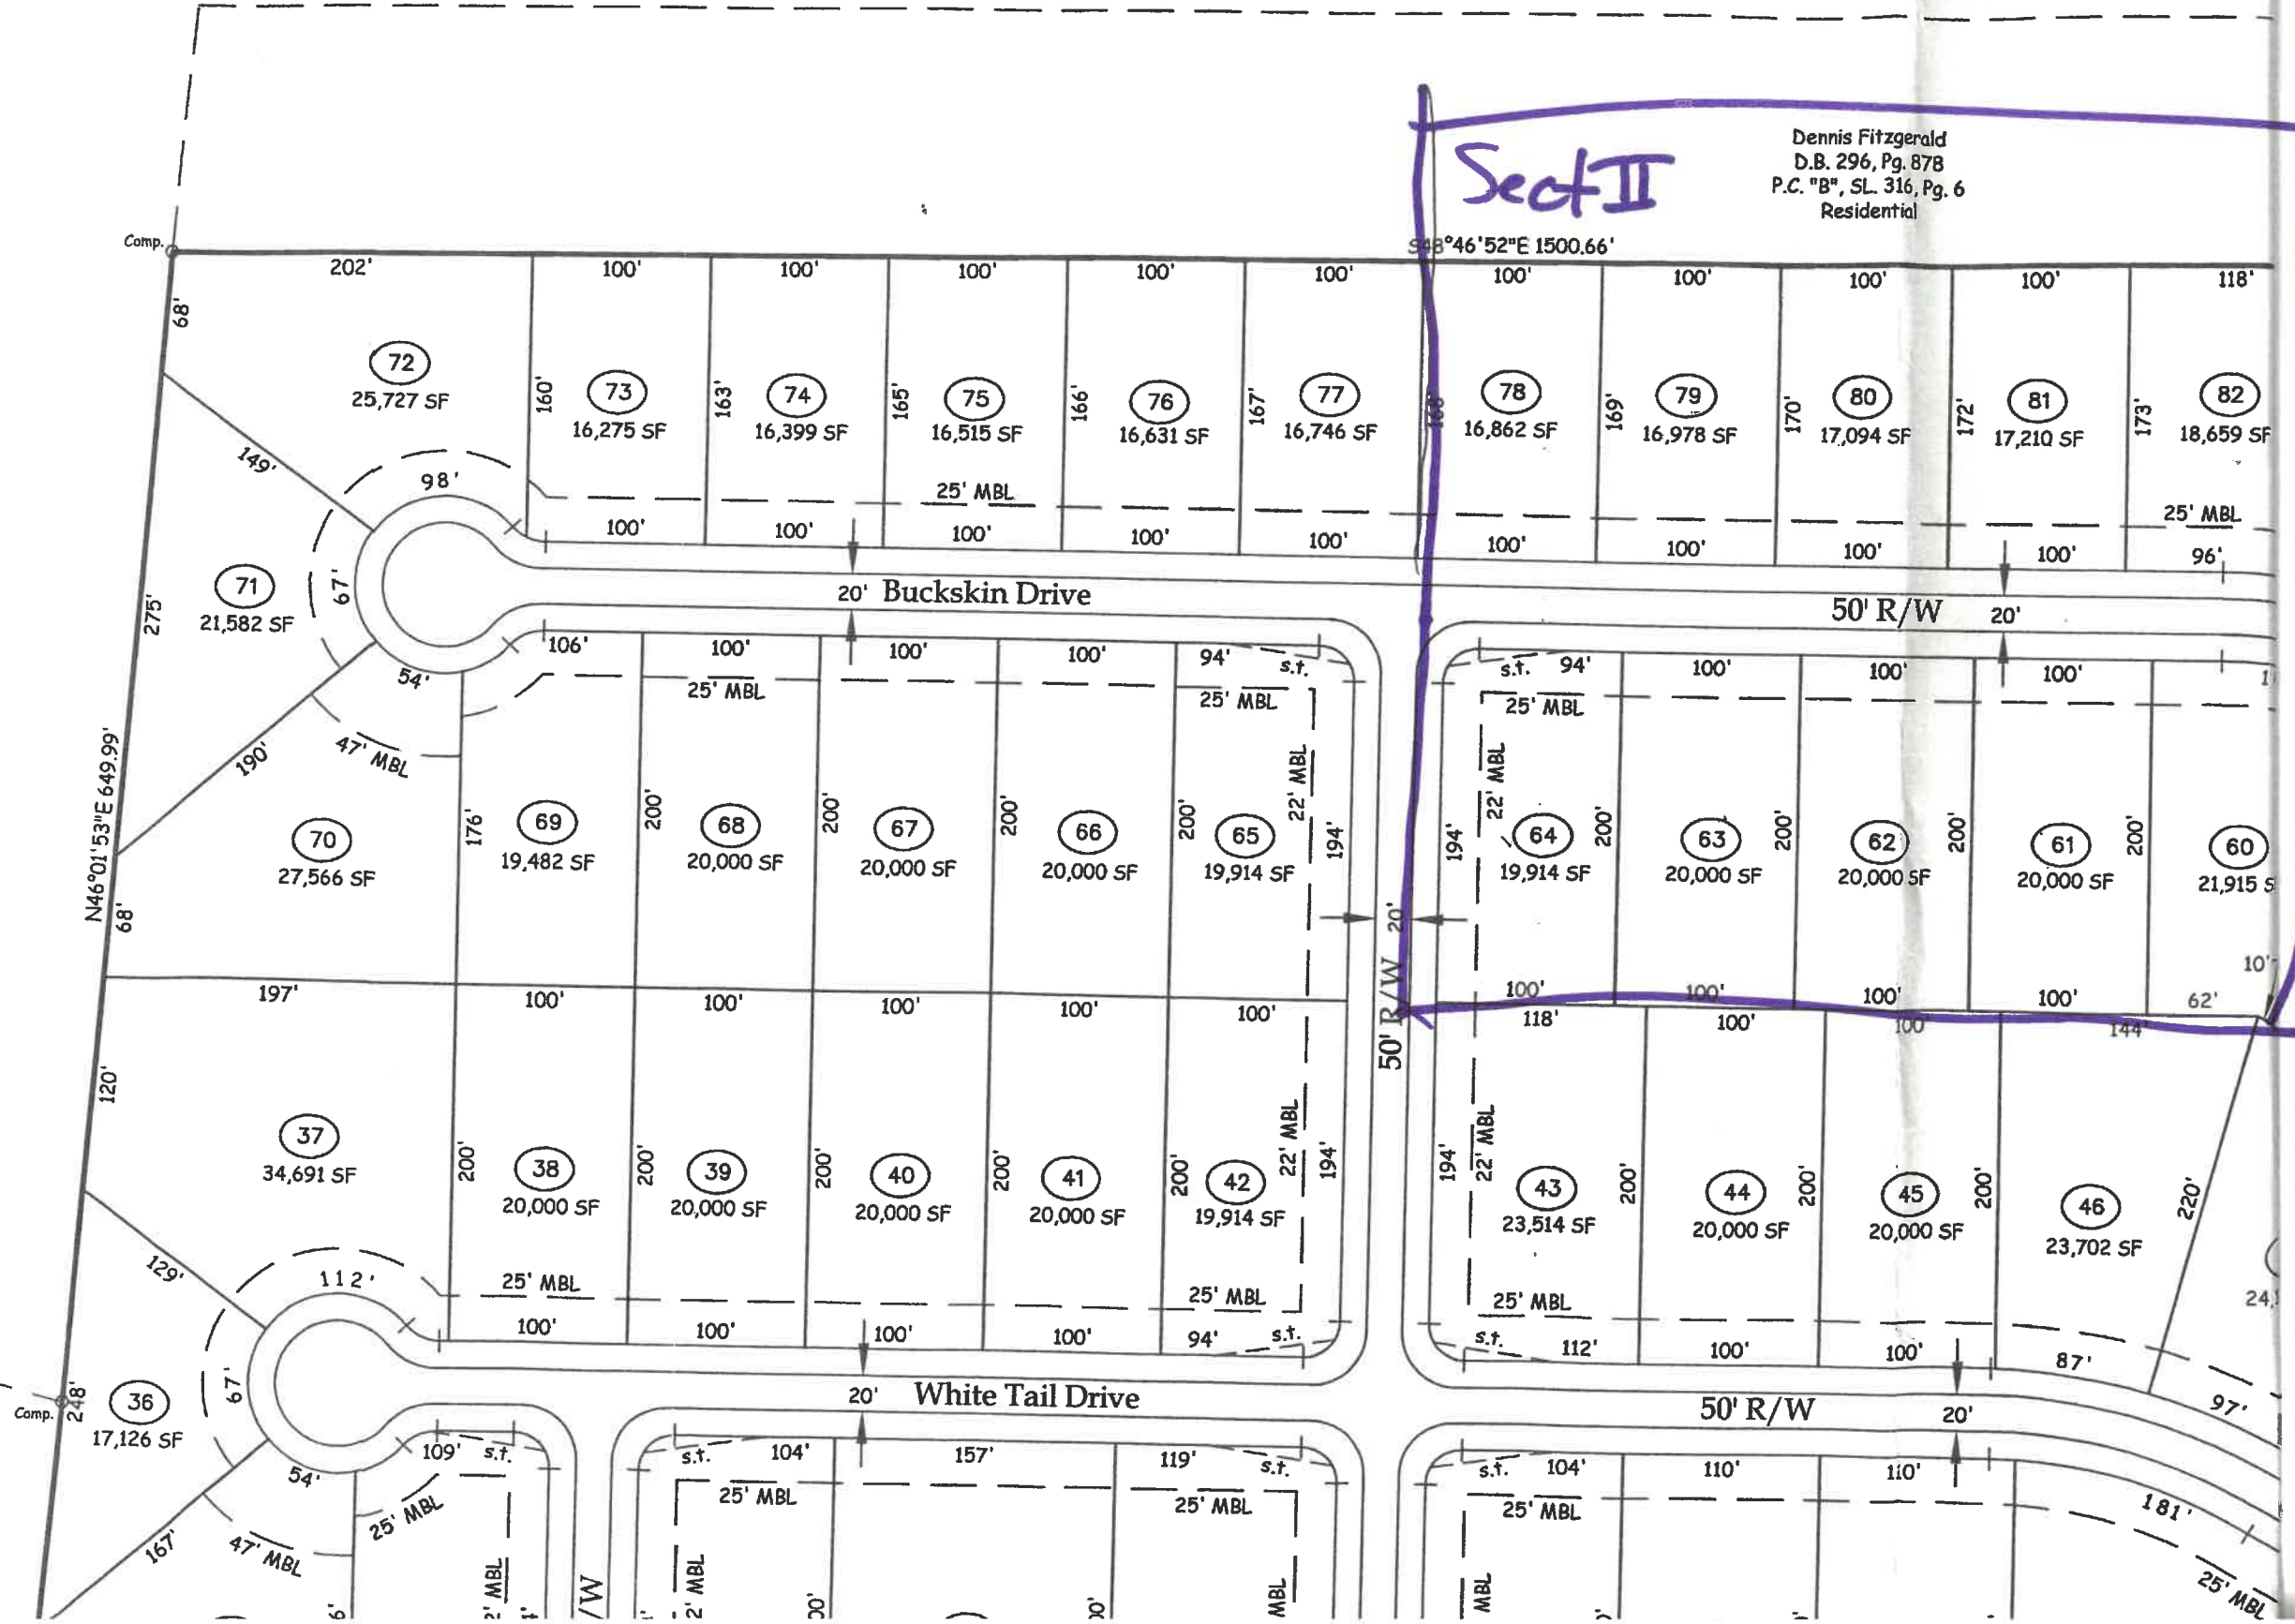 Dennis Fitzgerald
D.B. 296, Pg. 878
P.C. "B", SL. 316, Pg. 6
Residential
Sect II
Comp.
S48°46'52"E 1500.66'
202' 100' 100' 100' 100' 100' 100' 100' 100' 100' 118'
68'
72
25,727 SF
160'
73
16,275 SF
163'
74
16,399 SF
165'
75
16,515 SF
166'
76
16,631 SF
167'
77
16,746 SF
168'
78
16,862 SF
169'
79
16,978 SF
170'
80
17,094 SF
172'
81
17,210 SF
173'
82
18,659 SF
149'
98'
25' MBL
25' MBL
100' 100' 100' 100' 100' 100' 100' 100' 100' 96'
71
21,582 SF
67'
275'
20' Buckskin Drive
50' R/W 20'
54'
106' 100' 100' 100' 94' s.t.
s.t. 94' 100' 100' 100'
25' MBL
25' MBL
25' MBL
47' MBL
190'
N46°01'53"E 649.99'
70
27,566 SF
176'
69
19,482 SF
200'
68
20,000 SF
200'
67
20,000 SF
200'
66
20,000 SF
200'
65
19,914 SF
22' MBL
194'
20'
50' R/W
194'
22' MBL
64
19,914 SF
200'
63
20,000 SF
200'
62
20,000 SF
200'
61
20,000 SF
200'
60
21,915 S
10'
68'
197' 100' 100' 100' 100' 100'
100' 100' 100' 100' 62'
118' 100' 100' 144'
120'
37
34,691 SF
200'
38
20,000 SF
200'
39
20,000 SF
200'
40
20,000 SF
200'
41
20,000 SF
200'
42
19,914 SF
22' MBL
194'
194'
22' MBL
43
23,514 SF
200'
44
20,000 SF
200'
45
20,000 SF
200'
46
23,702 SF
220'
24,
129'
112'
25' MBL
25' MBL
25' MBL
100' 100' 100' 100' 94' s.t.
s.t. 112' 100' 100' 87'
97'
Comp.
248'
36
17,126 SF
67'
20' White Tail Drive
50' R/W 20'
54'
109' s.t.
s.t. 104' 157' 119' s.t.
s.t. 104' 110' 110'
181'
25' MBL
25' MBL
25' MBL
25' MBL
25' MBL
47' MBL
167'
2' MBL
/W
2' MBL
MBL
MBL